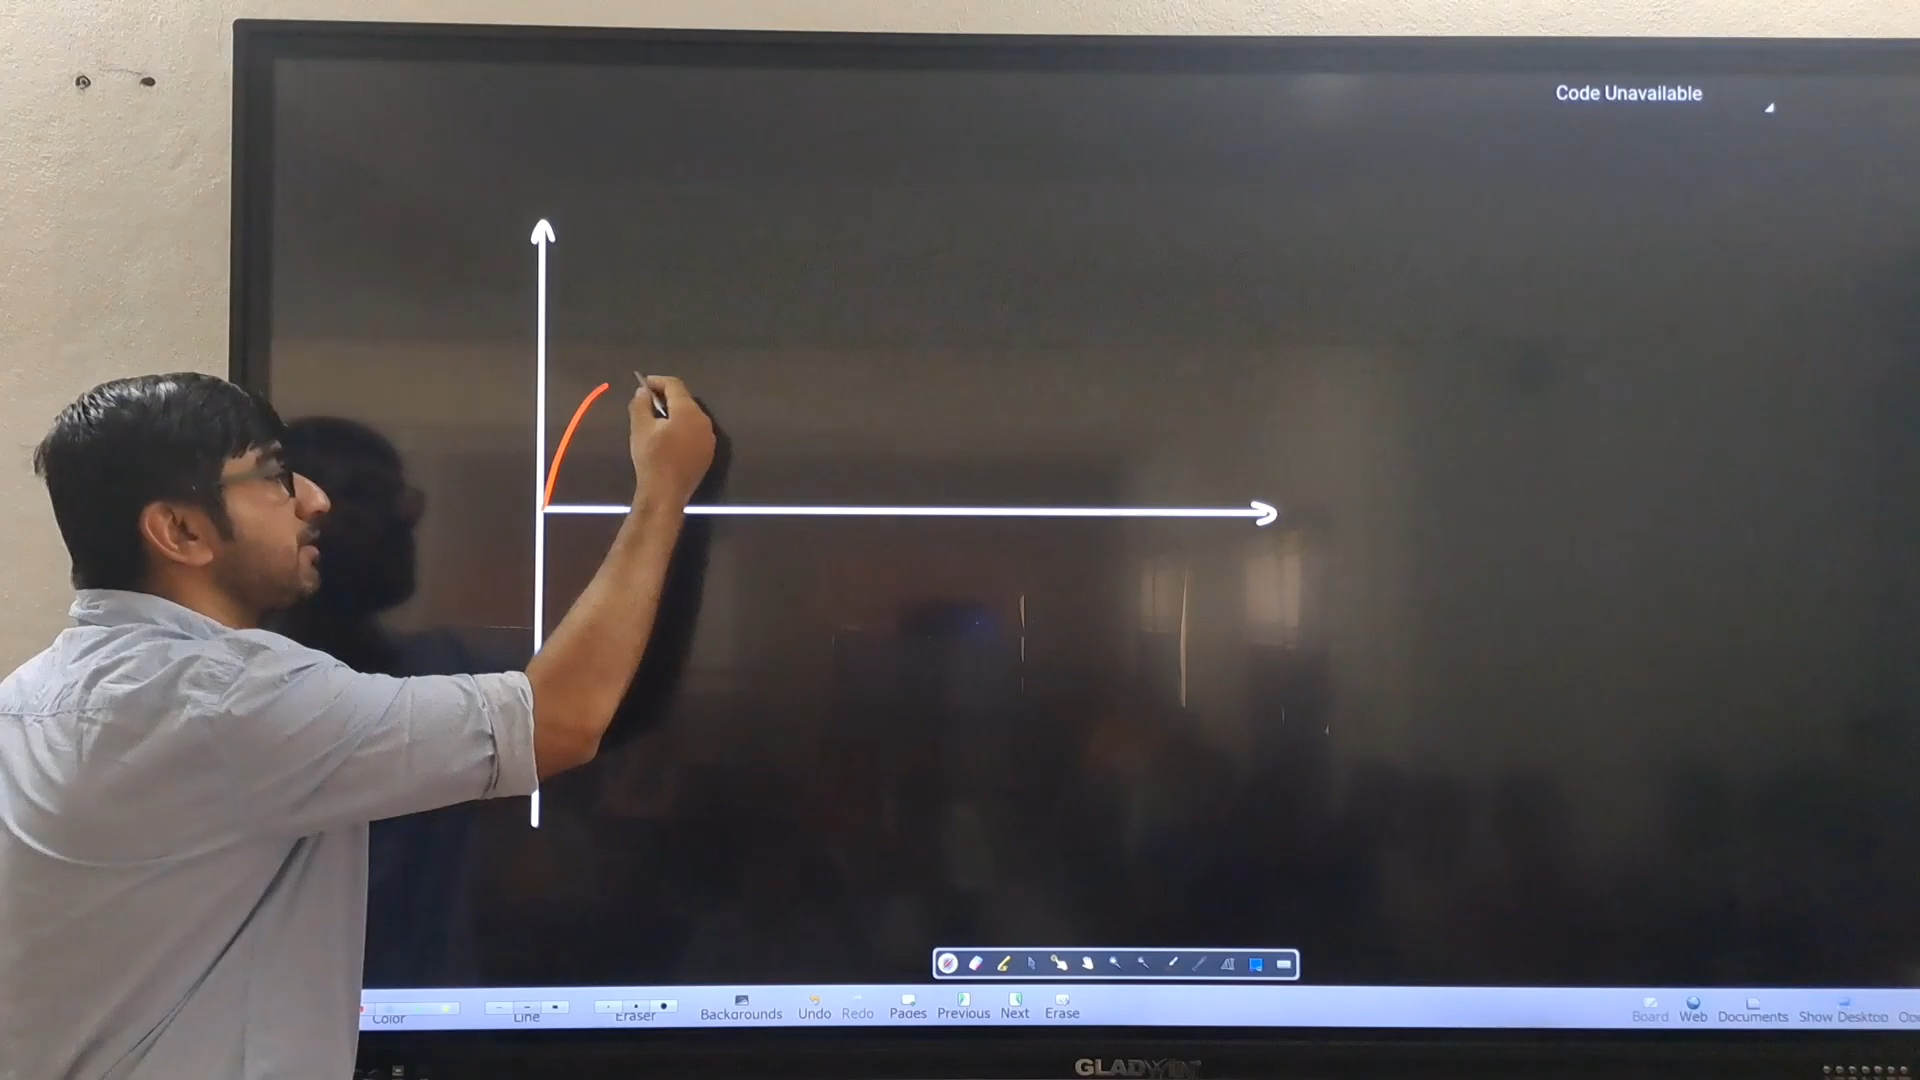 Code Unavailable
Color
Line
Eraser
Backgrounds
Undo
Redo
Pages
Previous
Next
Erase
Board
Web
Documents
Show Desktop
GLADWIN